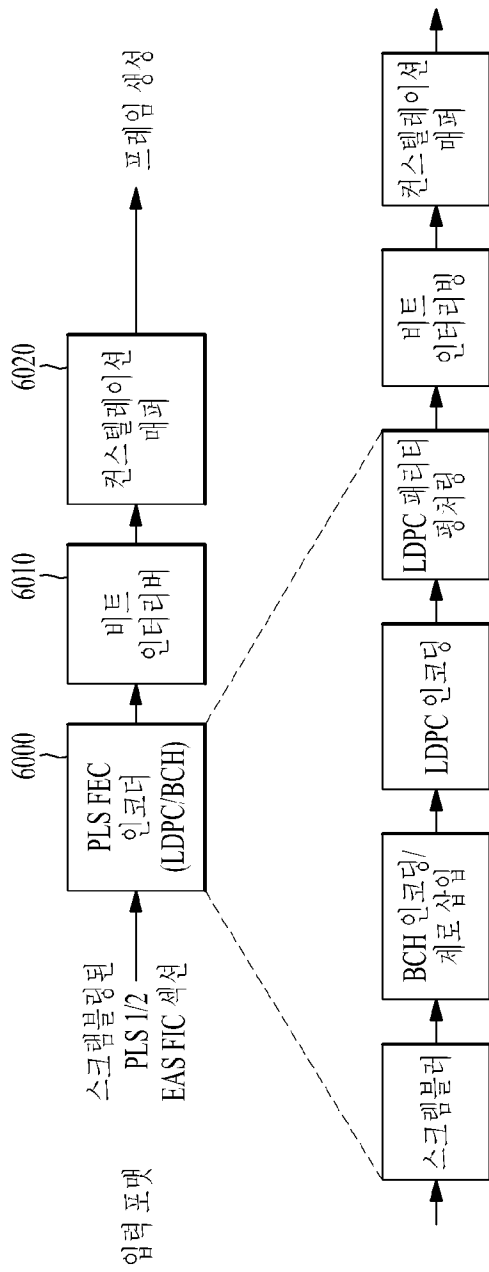 입력 포맷
스크램블링된
PLS 1/2
EAS FIC 섹션
6000
PLS FEC
인코더
(LDPC/BCH)
6010
비트
인터리버
6020
컨스텔레이션
매퍼
프레임 생성
스크램블러
BCH 인코딩/
제로 삽입
LDPC 인코딩
LDPC 패리티
펑처링
비트
인터리빙
컨스텔레이션
매퍼